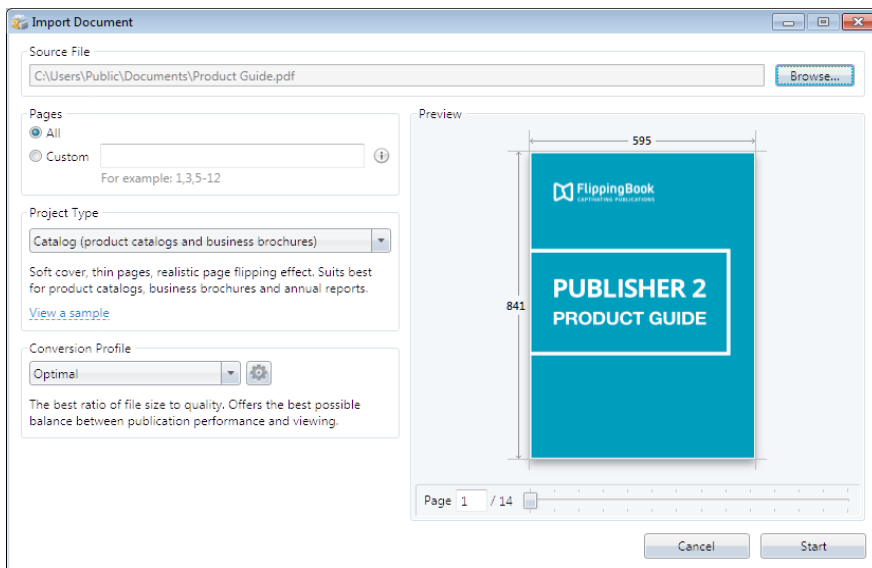 Import Document
Source File
C:\Users\Public\Documents\Product Guide.pdf
Browse...
Pages
All
Custom
For example: 1,3,5-12
Project Type
Catalog (product catalogs and business brochures)
Soft cover, thin pages, realistic page flipping effect. Suits best
for product catalogs, business brochures and annual reports.
View a sample
Conversion Profile
Optimal
The best ratio of file size to quality. Offers the best possible
balance between publication performance and viewing.
Preview
595
841
FlippingBook
CAPTIVATING PUBLICATIONS
PUBLISHER 2
PRODUCT GUIDE
Page 1 / 14
Cancel
Start